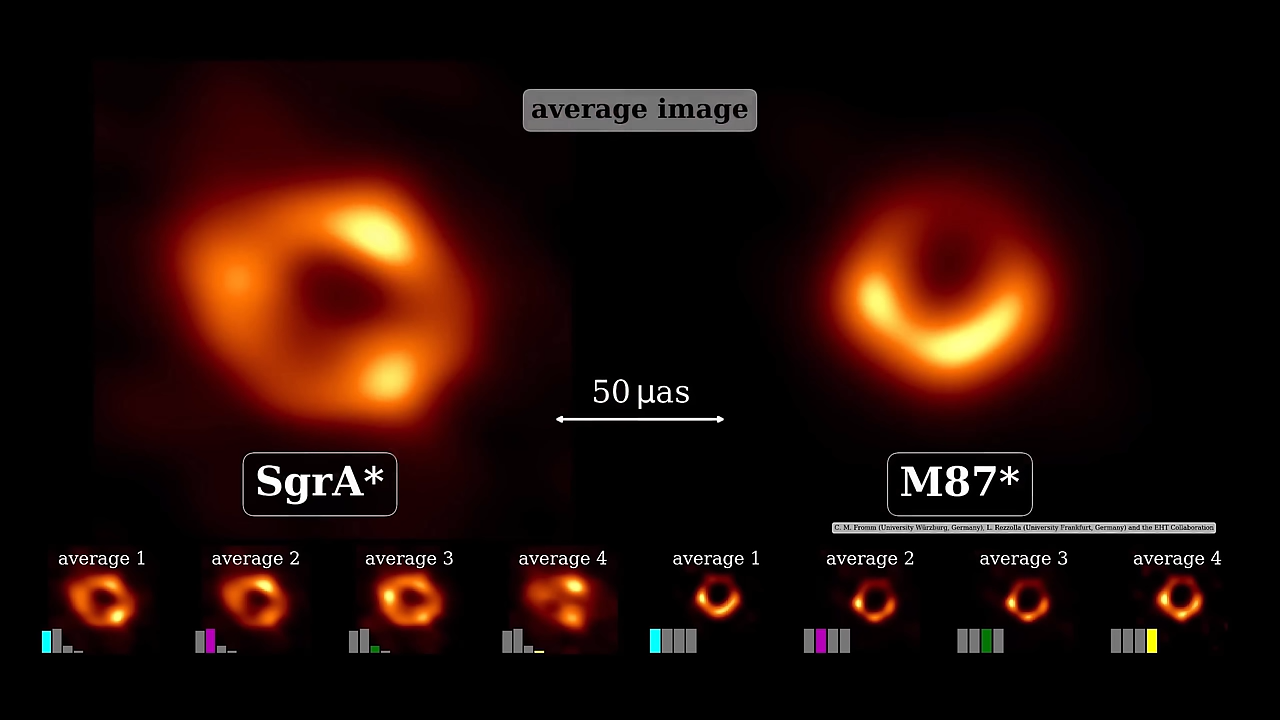 average image
50 μas
SgrA*
M87*
C. M. Fromm (University Würzburg, Germany), L. Rezzolla (University Frankfurt, Germany) and the EHT Collaboration
average 1
average 2
average 3
average 4
average 1
average 2
average 3
average 4